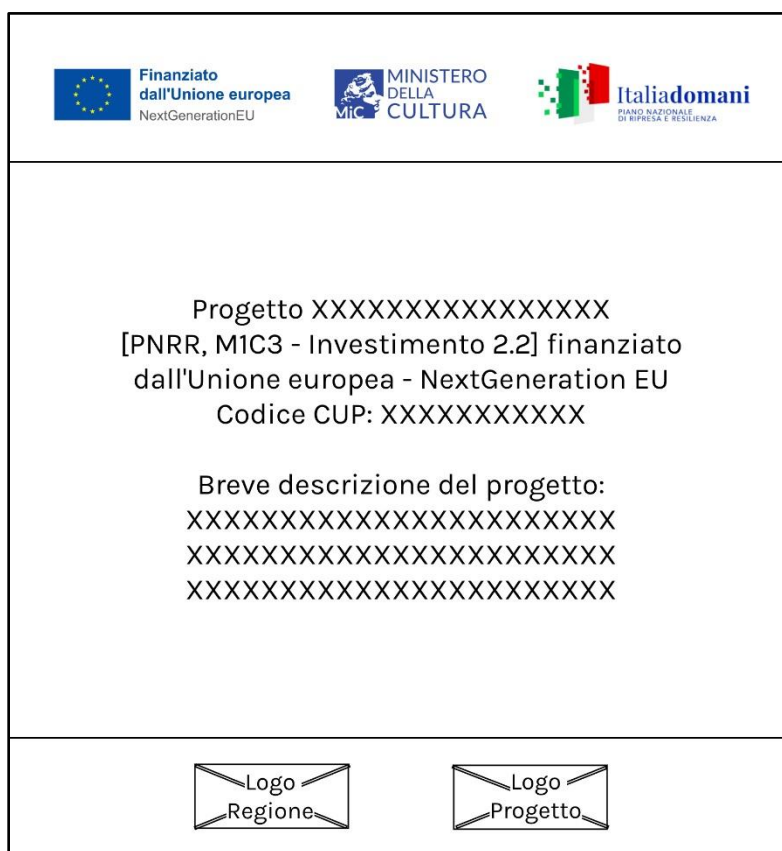 Finanziato
dall'Unione europea
NextGenerationEU
MiC
MINISTERO
DELLA
CULTURA
Italiadomani
PIANO NAZIONALE
DI RIPRESA E RESILIENZA
Progetto XXXXXXXXXXXXXXXX
[PNRR, M1C3 - Investimento 2.2] finanziato
dall'Unione europea - NextGeneration EU
Codice CUP: XXXXXXXXXXX
Breve descrizione del progetto:
XXXXXXXXXXXXXXXXXXXXXXX
XXXXXXXXXXXXXXXXXXXXXXX
XXXXXXXXXXXXXXXXXXXXXXX
Logo
Regione
Logo
Progetto